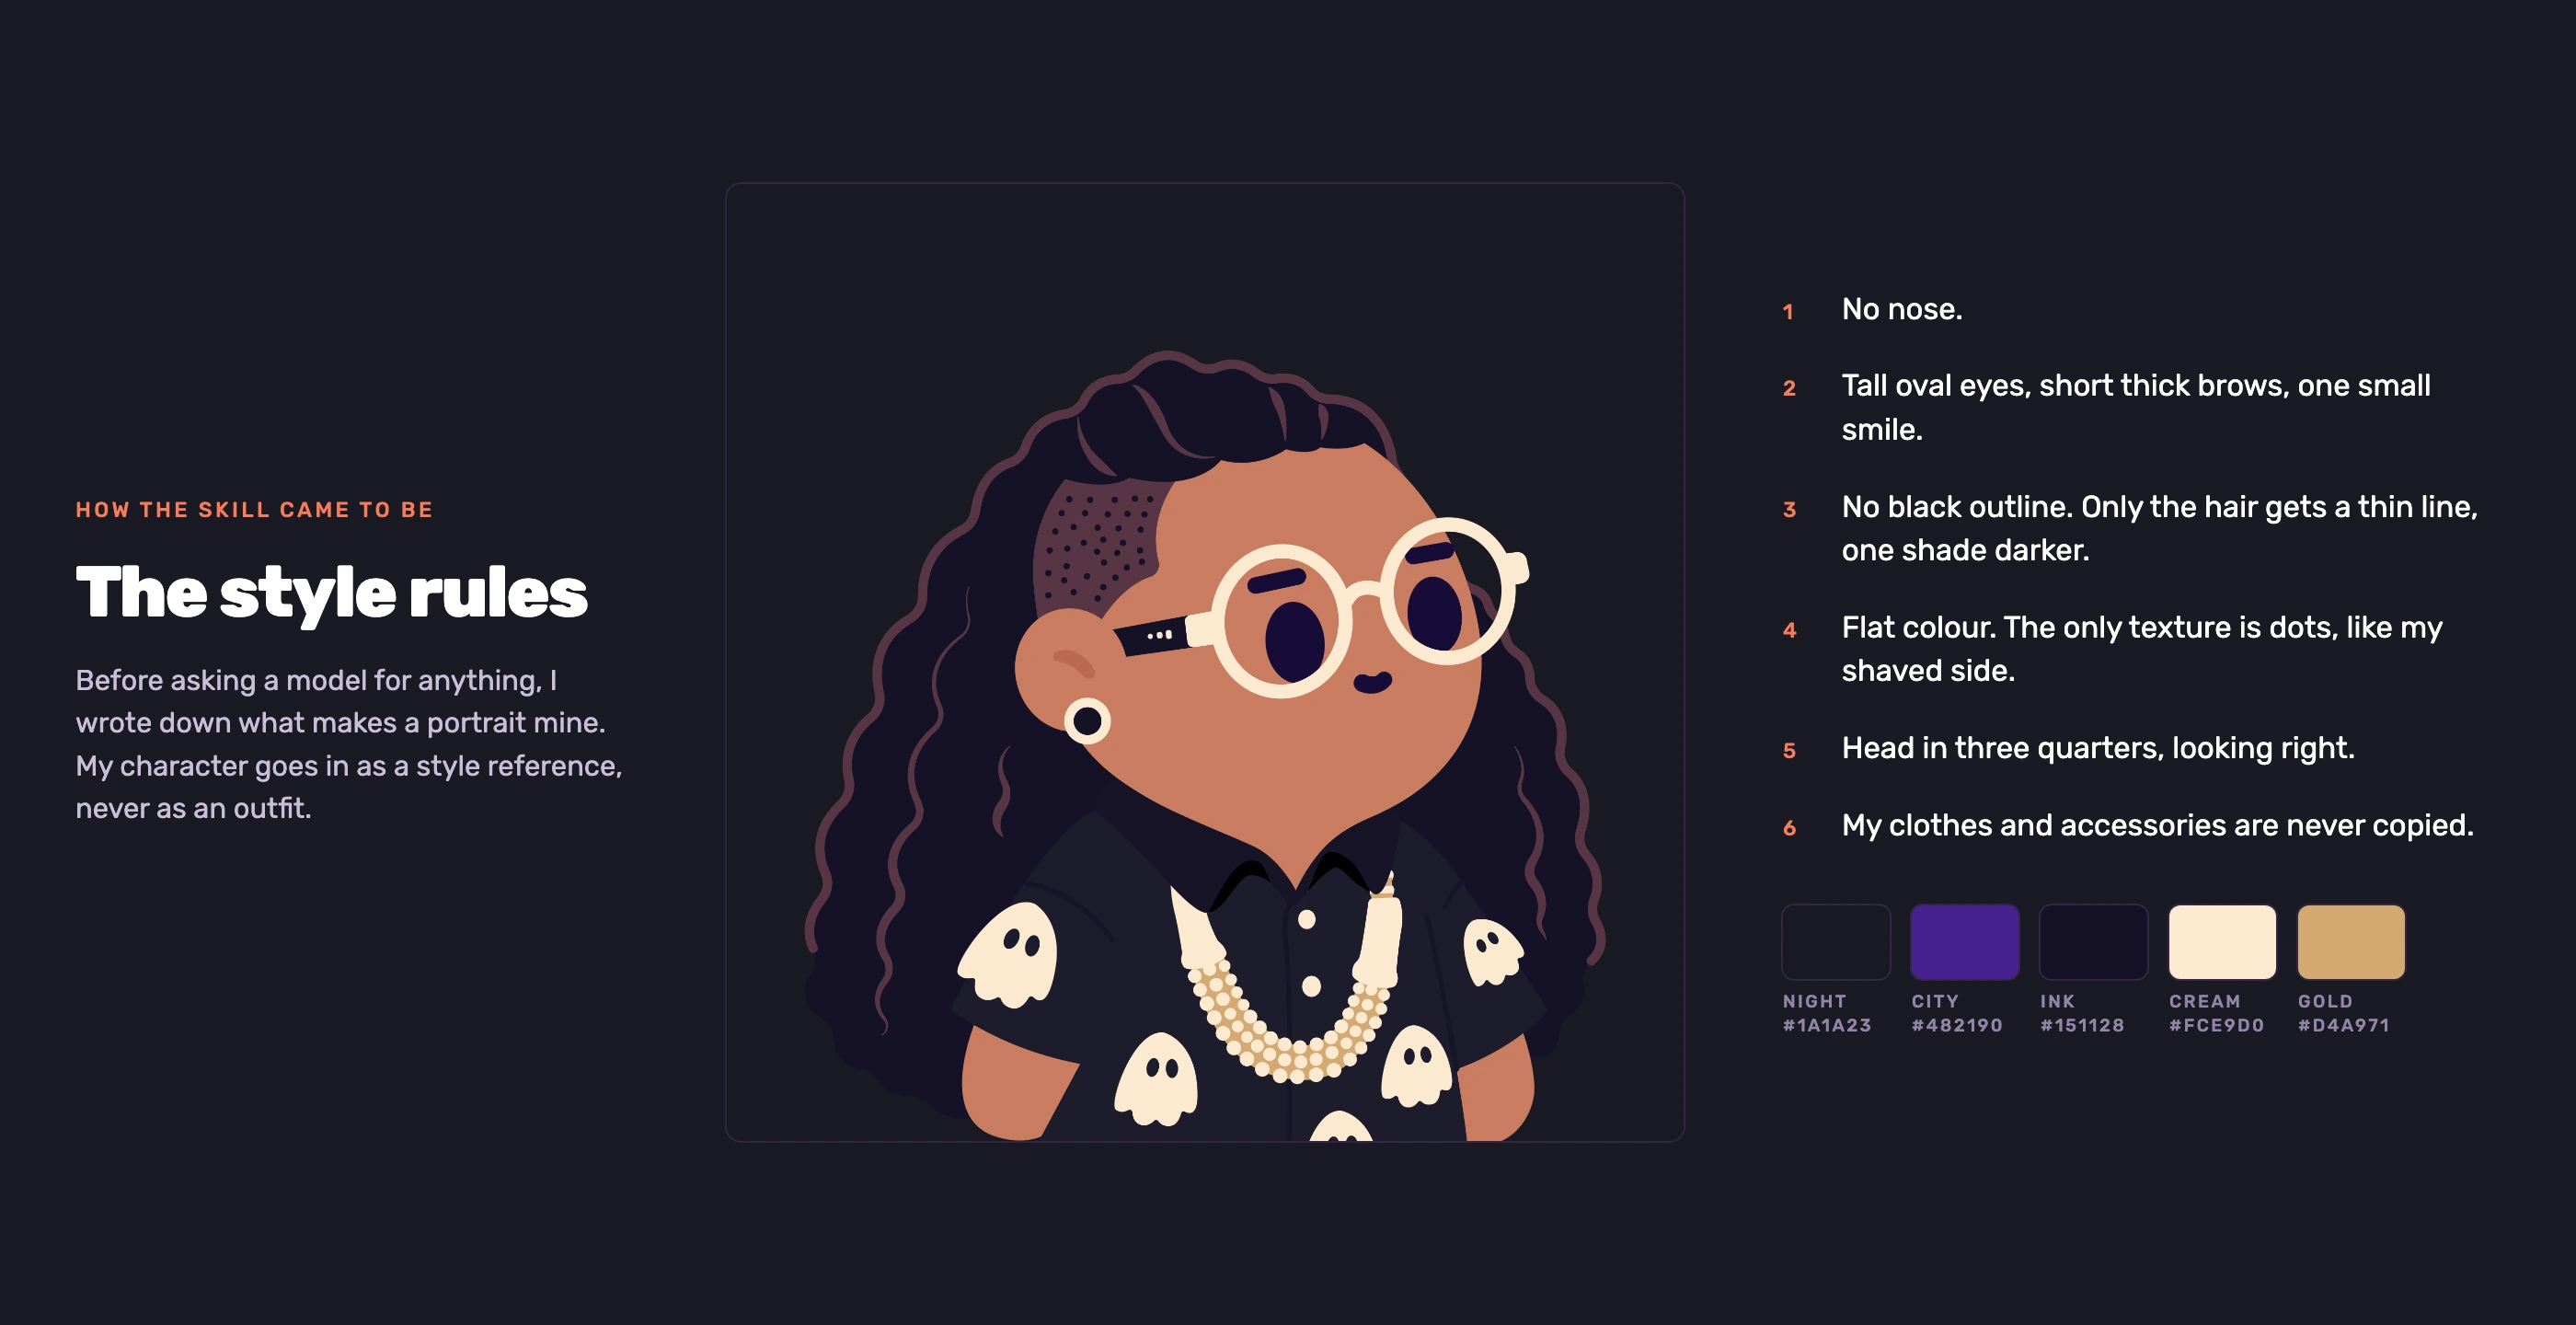 HOW THE SKILL CAME TO BE
The style rules
Before asking a model for anything, I
wrote down what makes a portrait mine.
My character goes in as a style reference,
never as an outfit.
1 No nose.
2 Tall oval eyes, short thick brows, one small
smile.
3 No black outline. Only the hair gets a thin line,
one shade darker.
4 Flat colour. The only texture is dots, like my
shaved side.
5 Head in three quarters, looking right.
6 My clothes and accessories are never copied.
NIGHT CITY INK CREAM GOLD
#1A1A23 #482190 #151128 #FCE9D0 #D4A971